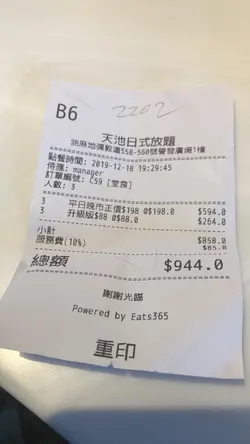 B6
2202
天池日式放題
油麻地彌敦道558-560號譽發廣場1樓
點餐時間: 2019-12-18 19:29:45
侍應: manager
訂單編號: C59 [堂食]
人數: 3
3 平日晚市正價$198 @$198.0 $594.0
3 升級版$88 @$88.0 $264.0
小計 $858.0
服務費(10%) $85.8
總額 $944.0
謝謝光臨
Powered by Eats365
重印